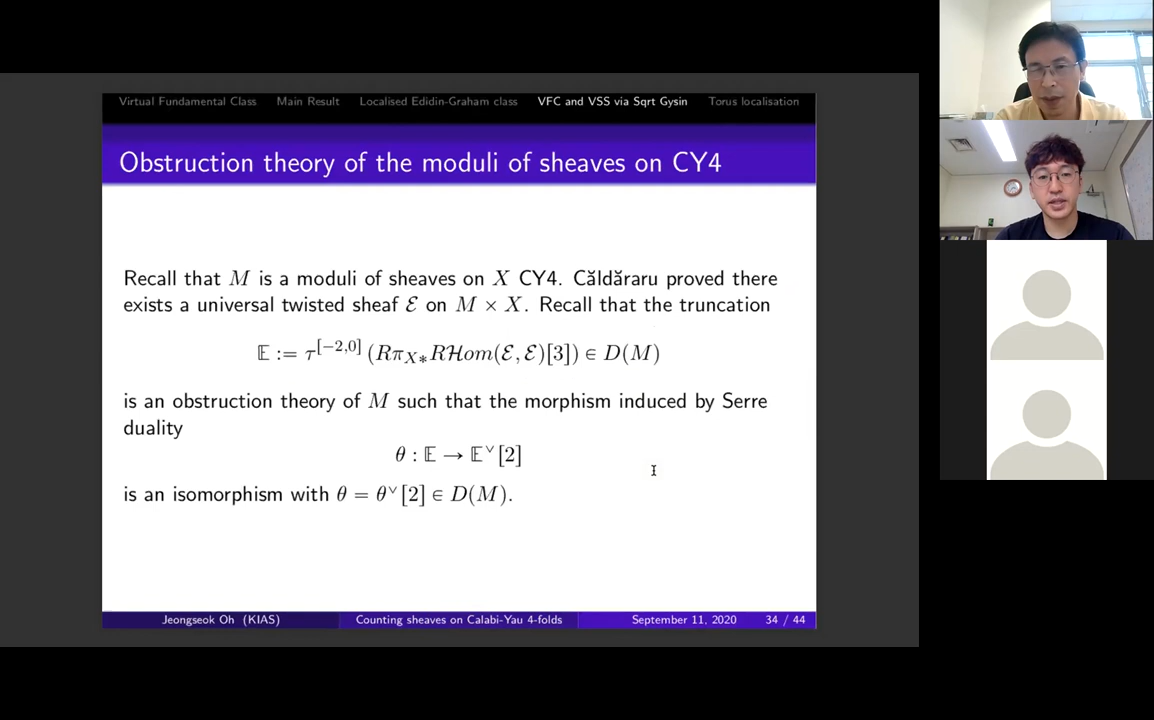 Virtual Fundamental Class Main Result Localised Edidin-Graham class VFC and VSS via Sqrt Gysin Torus localisation
Obstruction theory of the moduli of sheaves on CY4
Recall that M is a moduli of sheaves on X CY4. Căldăraru proved there
exists a universal twisted sheaf ℰ on M × X. Recall that the truncation
𝔼 := τ^{[−2,0]} (Rπ_{X∗}Rℋom(ℰ, ℰ)[3]) ∈ D(M)
is an obstruction theory of M such that the morphism induced by Serre
duality
θ : 𝔼 → 𝔼^∨[2]
is an isomorphism with θ = θ^∨[2] ∈ D(M).
Jeongseok Oh (KIAS) Counting sheaves on Calabi-Yau 4-folds September 11, 2020 34 / 44